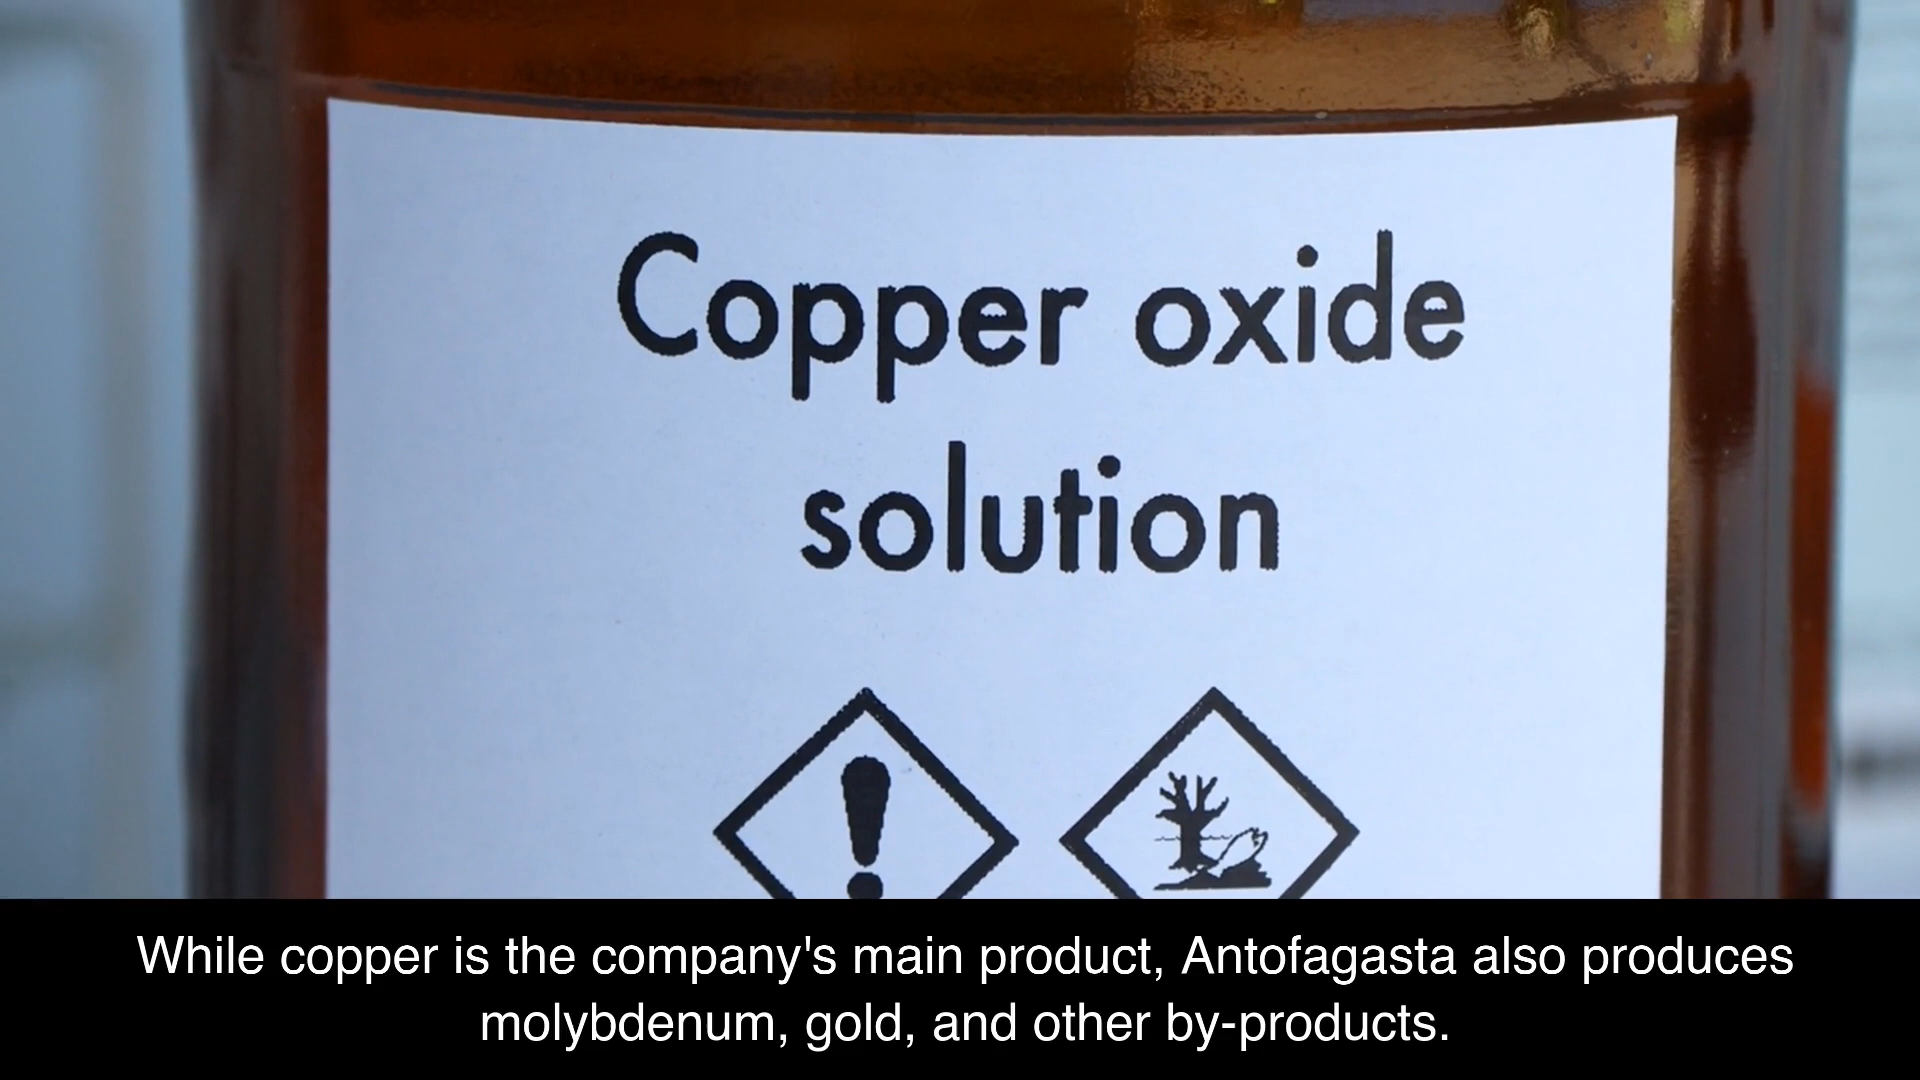 Copper oxide
solution
While copper is the company's main product, Antofagasta also produces
molybdenum, gold, and other by-products.